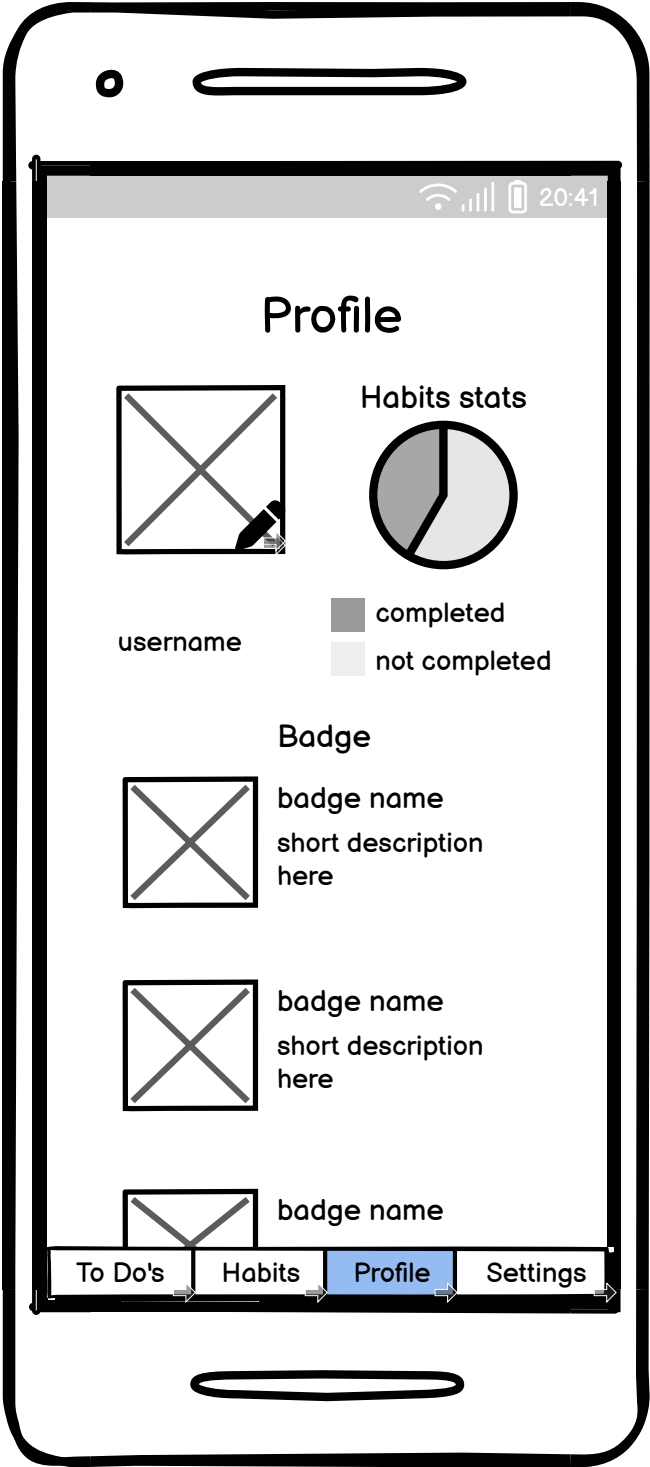 20:41
Profile
Habits stats
completed
username
not completed
Badge
badge name
short description
here
badge name
short description
here
badge name
To Do's
Habits
Profile
Settings